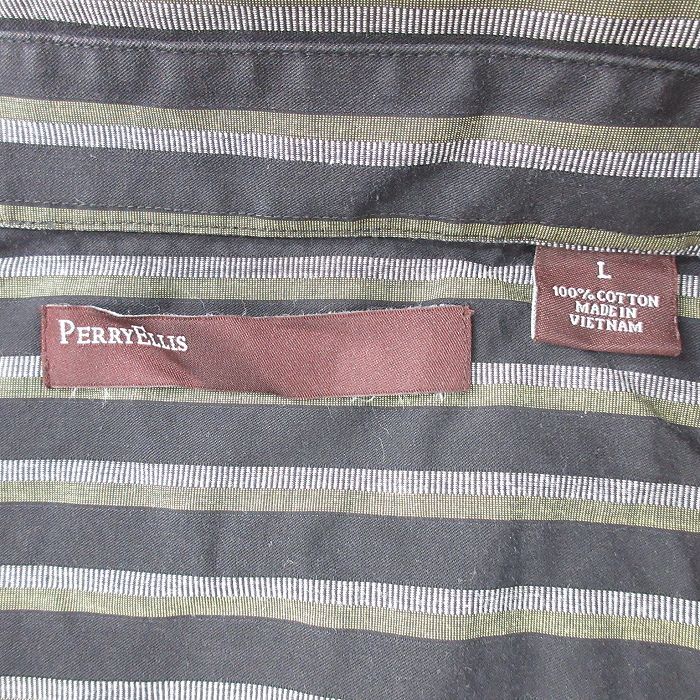 PERRYELLIS
L
100% COTTON
MADE IN
VIETNAM